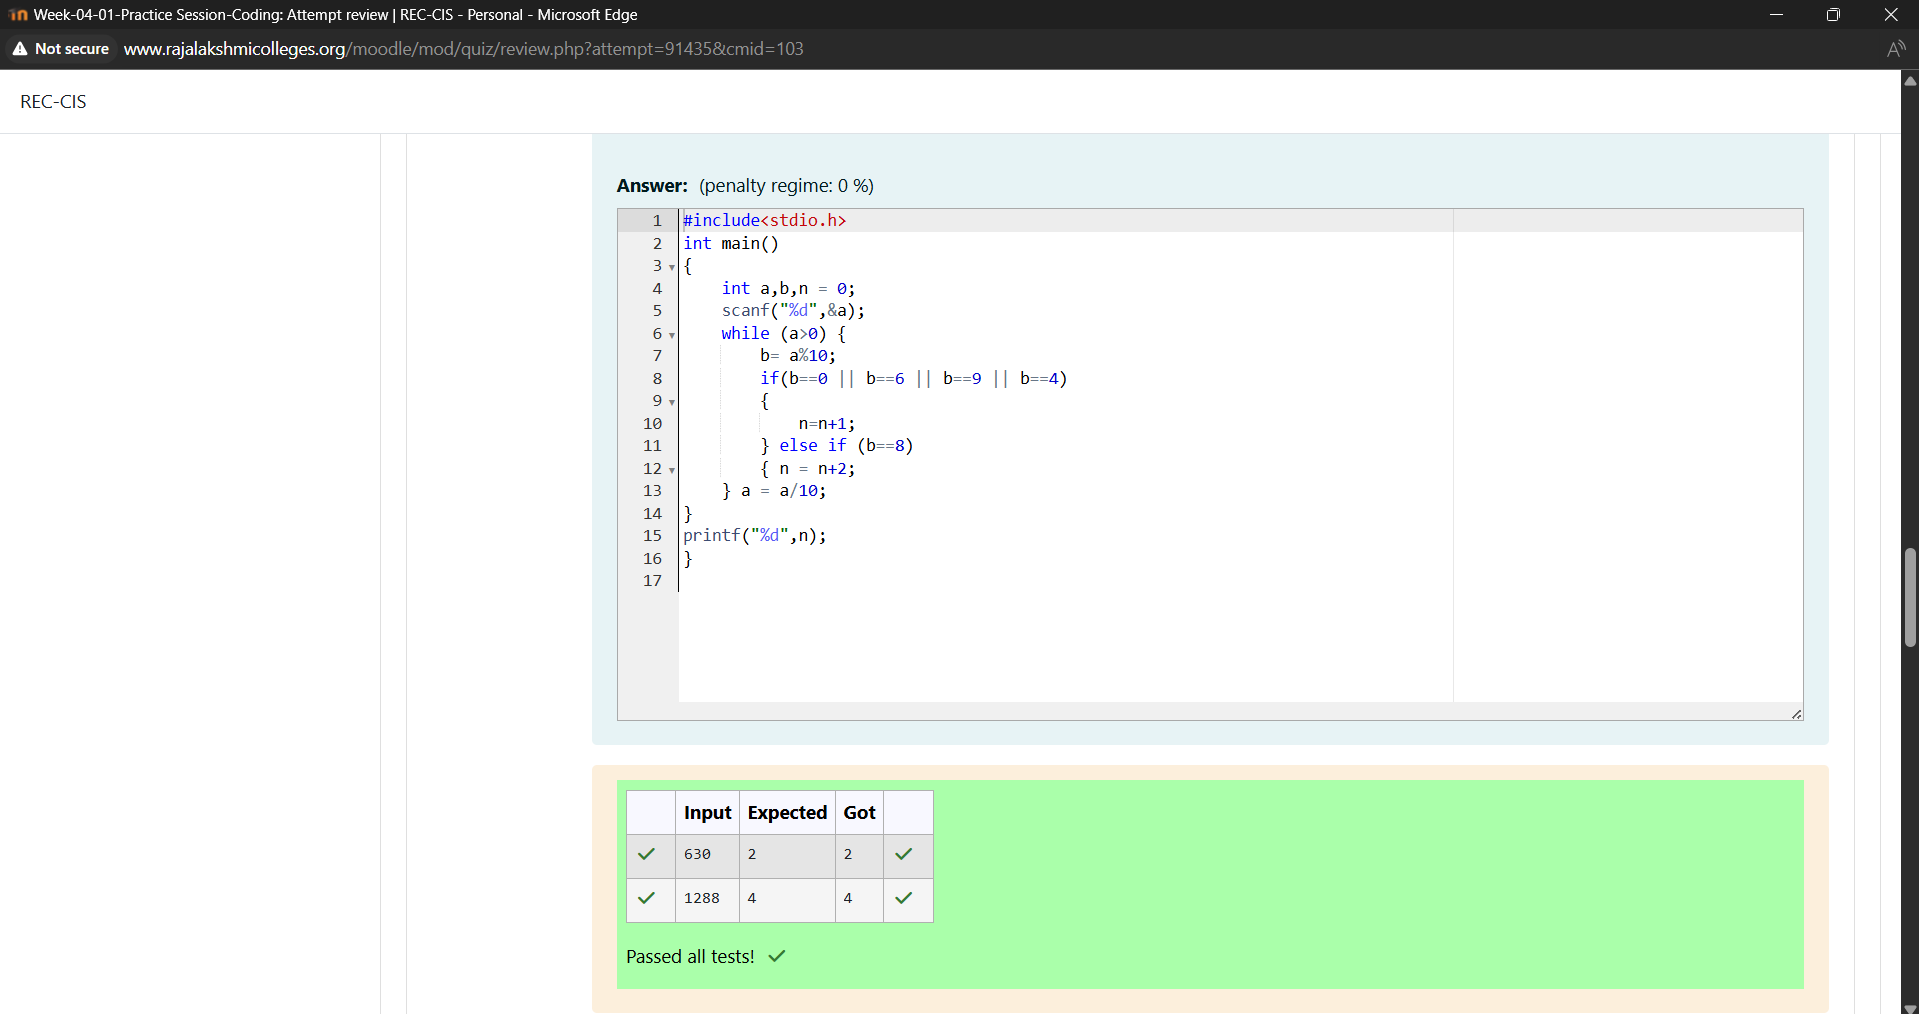 Week-04-01-Practice Session-Coding: Attempt review | REC-CIS - Personal - Microsoft Edge
Not secure www.rajalakshmicolleges.org/moodle/mod/quiz/review.php?attempt=91435&cmid=103
REC-CIS
Answer: (penalty regime: 0 %)
1 #include<stdio.h>
2 int main()
3 {
4     int a,b,n = 0;
5     scanf("%d",&a);
6     while (a>0) {
7         b= a%10;
8         if(b==0 || b==6 || b==9 || b==4)
9         {
10             n=n+1;
11         } else if (b==8)
12         { n = n+2;
13     } a = a/10;
14 }
15 printf("%d",n);
16 }
17
Input Expected Got
630 2 2
1288 4 4
Passed all tests!